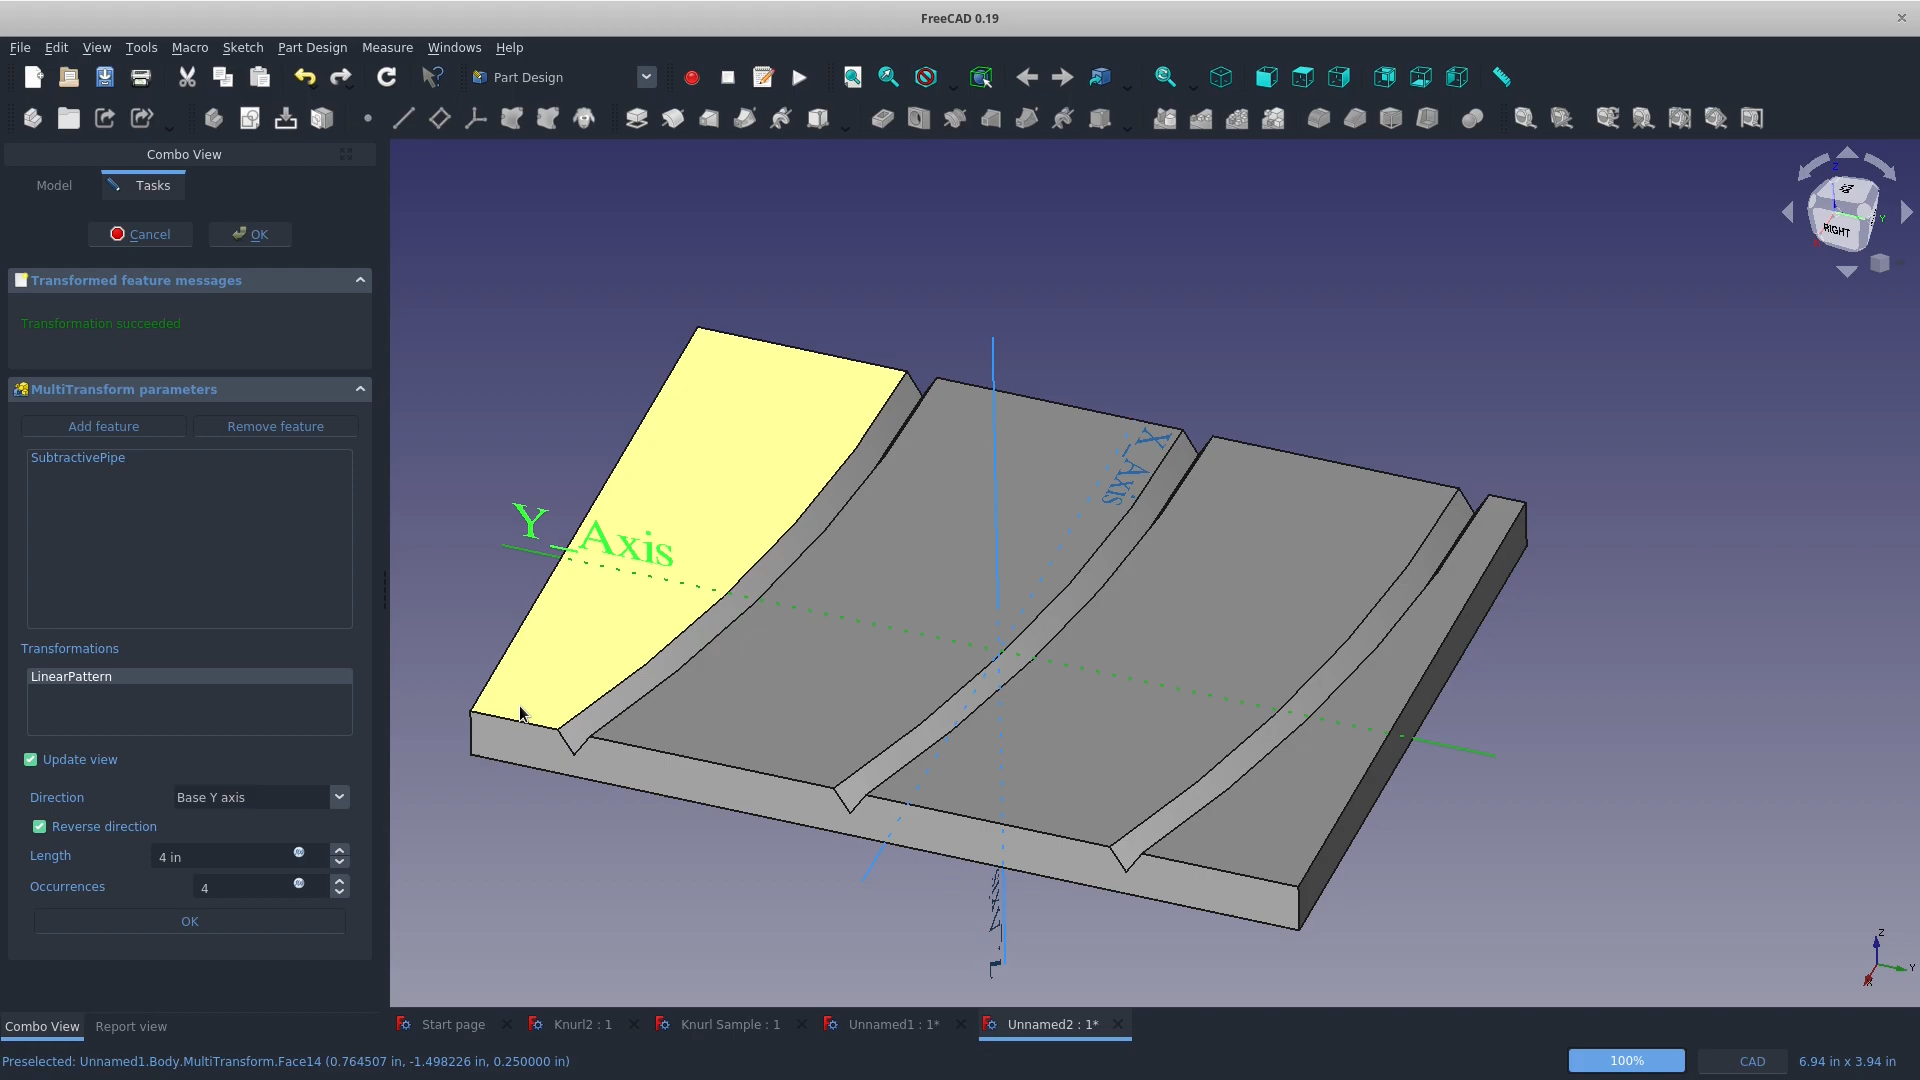 FreeCAD 0.19
File Edit View Tools Macro Sketch Part Design Measure Windows Help
Part Design
Combo View
Model Tasks
Cancel OK
Transformed feature messages
Transformation succeeded
MultiTransform parameters
Add feature Remove feature
SubtractivePipe
Transformations
LinearPattern
Update view
Direction Base Y axis
Reverse direction
Length 4 in
Occurrences 4
OK
X_Axis
Y_Axis
Z
Y
RIGHT
Z
Y
X
Combo View Report view
Start page Knurl2 : 1 Knurl Sample : 1 Unnamed1 : 1* Unnamed2 : 1*
Preselected: Unnamed1.Body.MultiTransform.Face14 (0.764507 in, -1.498226 in, 0.250000 in)
100% CAD 6.94 in x 3.94 in